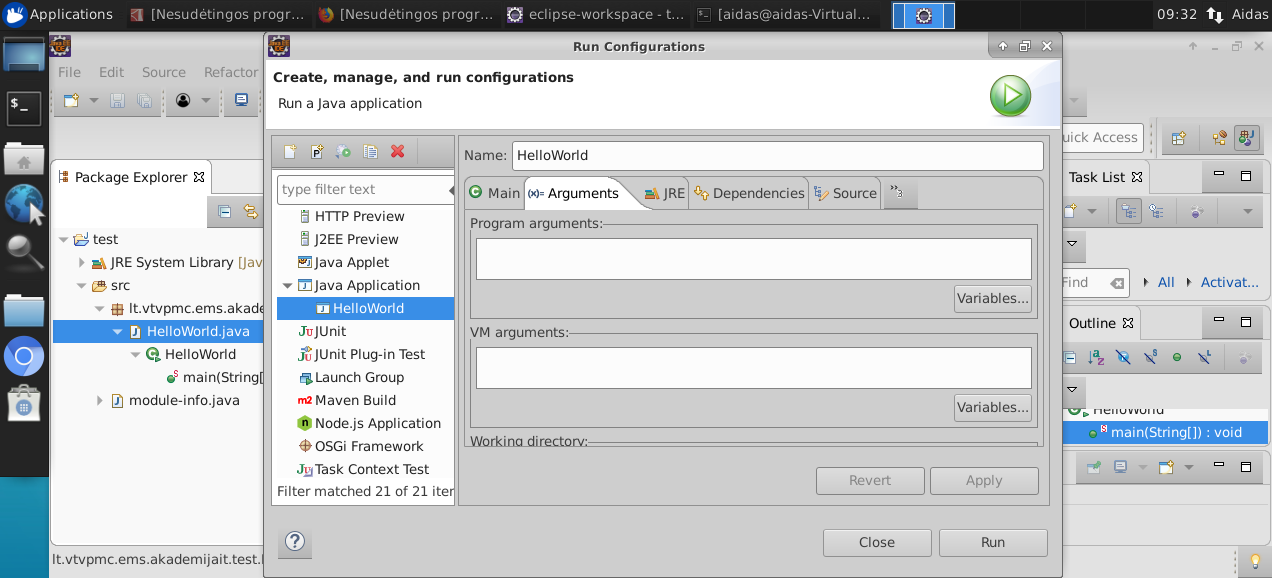 Applications [Nesudėtingos progr... [Nesudėtingos progr... eclipse-workspace - t... [aidas@aidas-Virtual... 09:32 Aidas
Run Configurations
File Edit Source Refactor
Create, manage, and run configurations
Run a Java application
uick Access
Package Explorer
Task List
Name: HelloWorld
type filter text
Main Arguments JRE Dependencies Source »3
Program arguments:
Variables...
VM arguments:
Variables...
Working directory:
HTTP Preview
J2EE Preview
Java Applet
Java Application
HelloWorld
JUnit
JUnit Plug-in Test
Launch Group
Maven Build
Node.js Application
OSGi Framework
Task Context Test
Filter matched 21 of 21 iter
Revert Apply
Close Run
test
JRE System Library [Jav
src
lt.vtvpmc.ems.akade
HelloWorld.java
HelloWorld
main(String[
module-info.java
lt.vtvpmc.ems.akademijait.test.
Find All Activat...
Outline
HelloWorld
main(String[]) : void